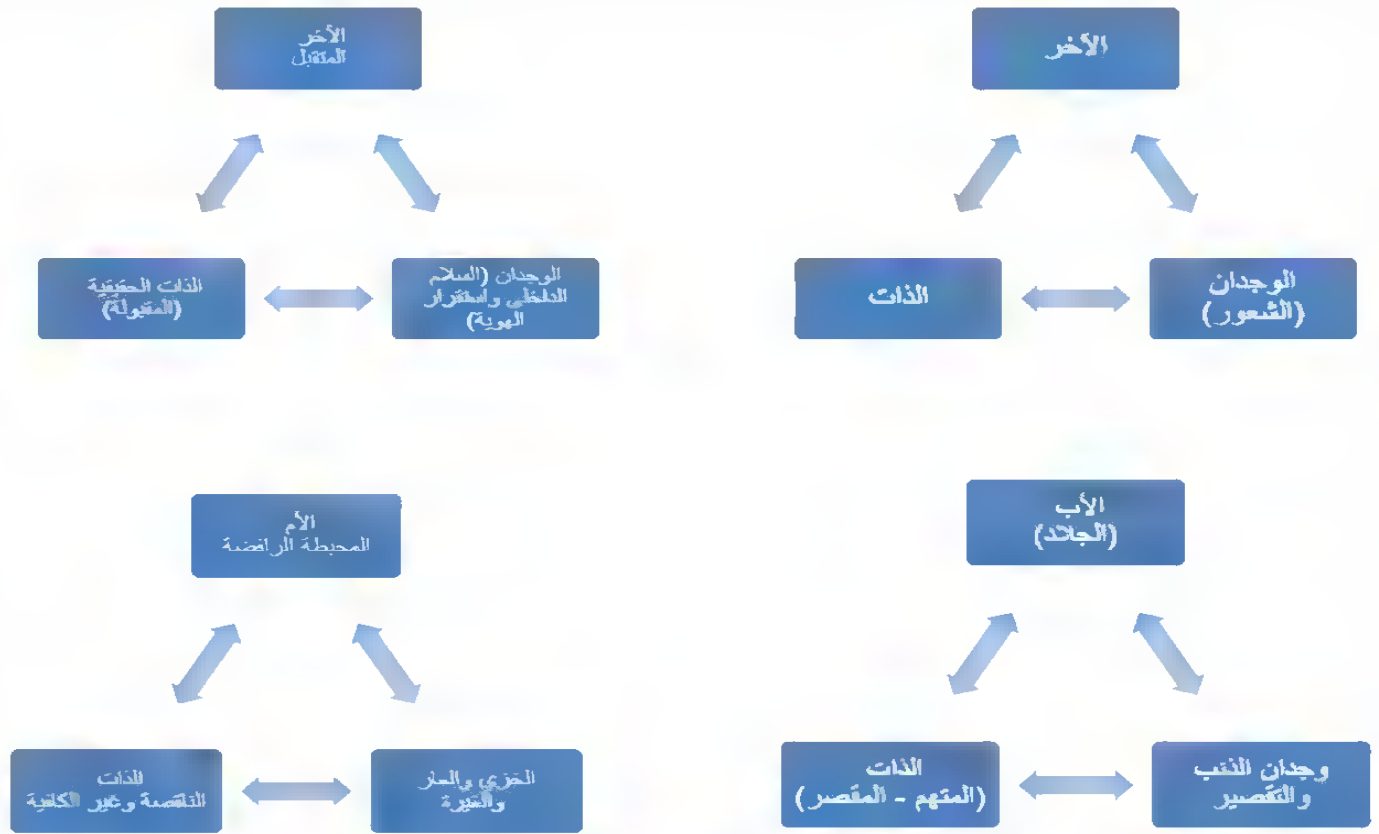 الآخر
المتقبل
الذات الحقيقية
(المقبولة)
الوجدان (السلام
الداخلي واستقرار
الهوية)
الآخر
الذات
الوجدان
(الشعور)
الأم
المحبطة الرافضة
الذات
الناقصة وغير الكافية
الخزي والعار
والغيرة
الأب
(الجلاد)
الذات
(المتهم - المقصر)
وجدان الذنب
والتقصير